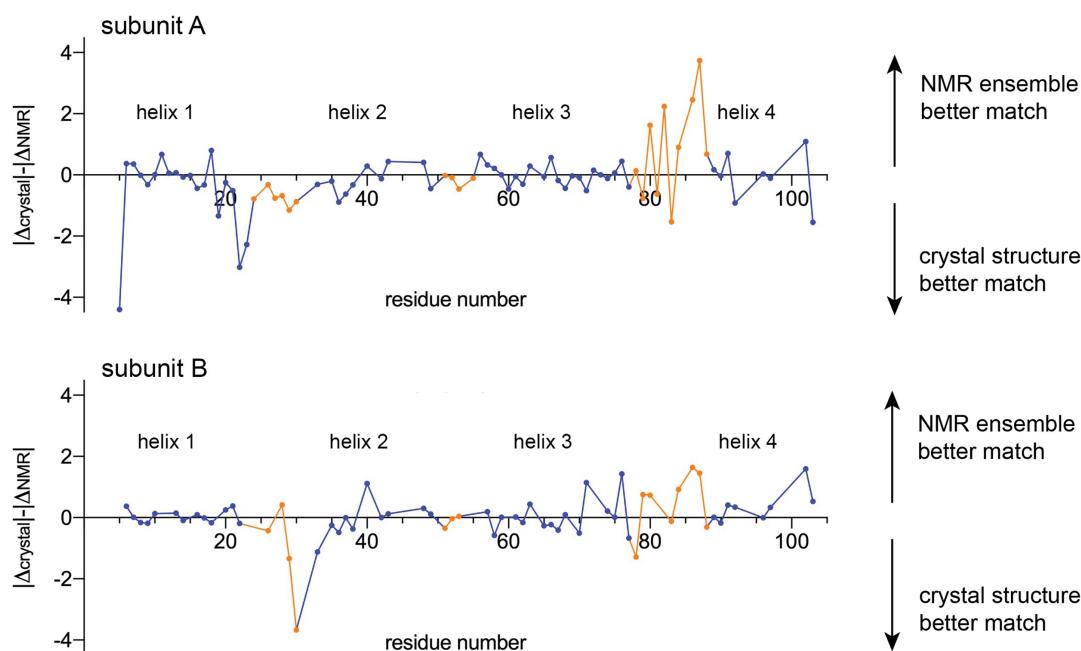 subunit A
4
2
0
-2
-4
|Δcrystal|-|ΔNMR|
helix 1
helix 2
helix 3
helix 4
20
40
60
80
100
residue number
NMR ensemble
better match
crystal structure
better match
subunit B
4
2
0
-2
-4
|Δcrystal|-|ΔNMR|
helix 1
helix 2
helix 3
helix 4
20
40
60
80
100
residue number
NMR ensemble
better match
crystal structure
better match